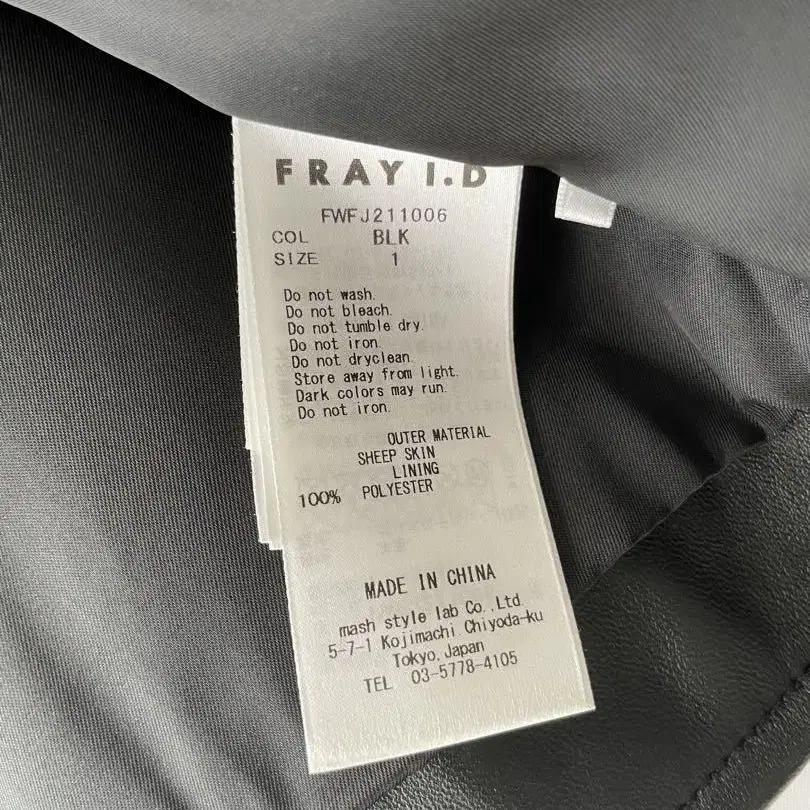 FRAY I.D
FWFJ211006
COL BLK
SIZE 1
Do not wash.
Do not bleach.
Do not tumble dry.
Do not iron.
Do not dryclean.
Store away from light.
Dark colors may run.
Do not iron.
OUTER MATERIAL
SHEEP SKIN
LINING
100% POLYESTER
MADE IN CHINA
mash style lab Co.,Ltd.
5-7-1 Kojimachi Chiyoda-ku
Tokyo,Japan
TEL 03-5778-4105